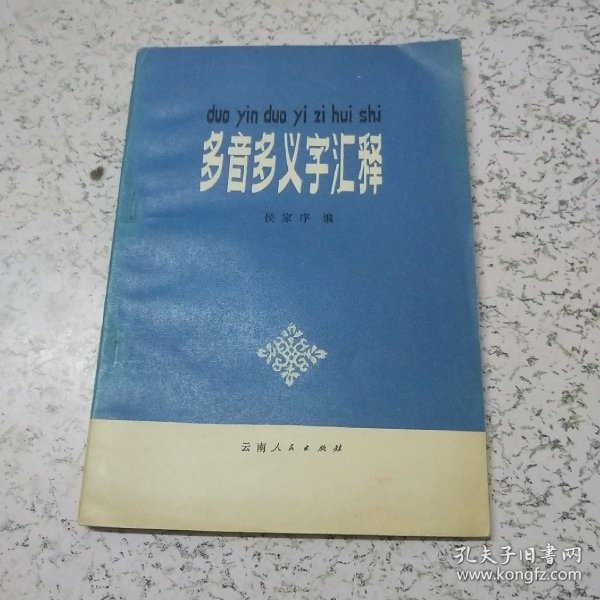 duo yin duo yi zi hui shi
多音多义字汇释
侯家序 编
云南人民出版社
孔夫子旧書网
www.kongfz.com